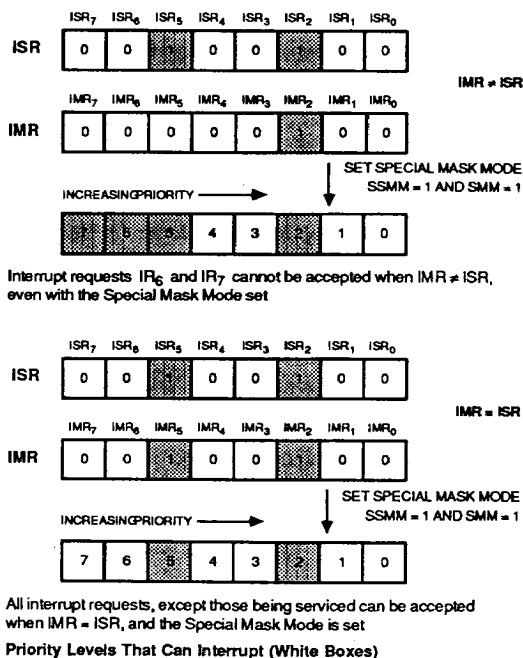 ISR7 ISR6 ISR5 ISR4 ISR3 ISR2 ISR1 ISR0
ISR 0 0 1 0 0 1 0 0
IMR ≠ ISR
IMR7 IMR6 IMR5 IMR4 IMR3 IMR2 IMR1 IMR0
IMR 0 0 0 0 0 1 0 0
SET SPECIAL MASK MODE
SSMM = 1 AND SMM = 1
INCREASING PRIORITY
7 6 5 4 3 2 1 0
Interrupt requests IR6 and IR7 cannot be accepted when IMR ≠ ISR,
even with the Special Mask Mode set
ISR7 ISR6 ISR5 ISR4 ISR3 ISR2 ISR1 ISR0
ISR 0 0 1 0 0 1 0 0
IMR = ISR
IMR7 IMR6 IMR5 IMR4 IMR3 IMR2 IMR1 IMR0
IMR 0 0 1 0 0 1 0 0
SET SPECIAL MASK MODE
SSMM = 1 AND SMM = 1
INCREASING PRIORITY
7 6 5 4 3 2 1 0
All interrupt requests, except those being serviced can be accepted
when IMR = ISR, and the Special Mask Mode is set
Priority Levels That Can Interrupt (White Boxes)